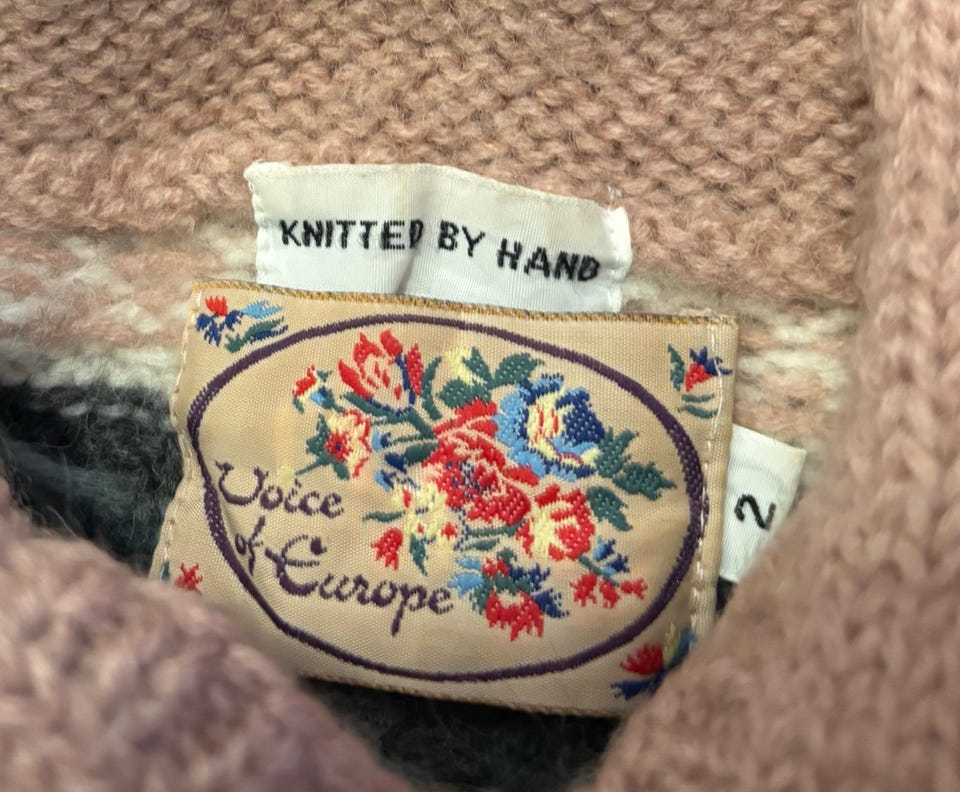 KNITTED BY HAND
Voice
of Europe
2